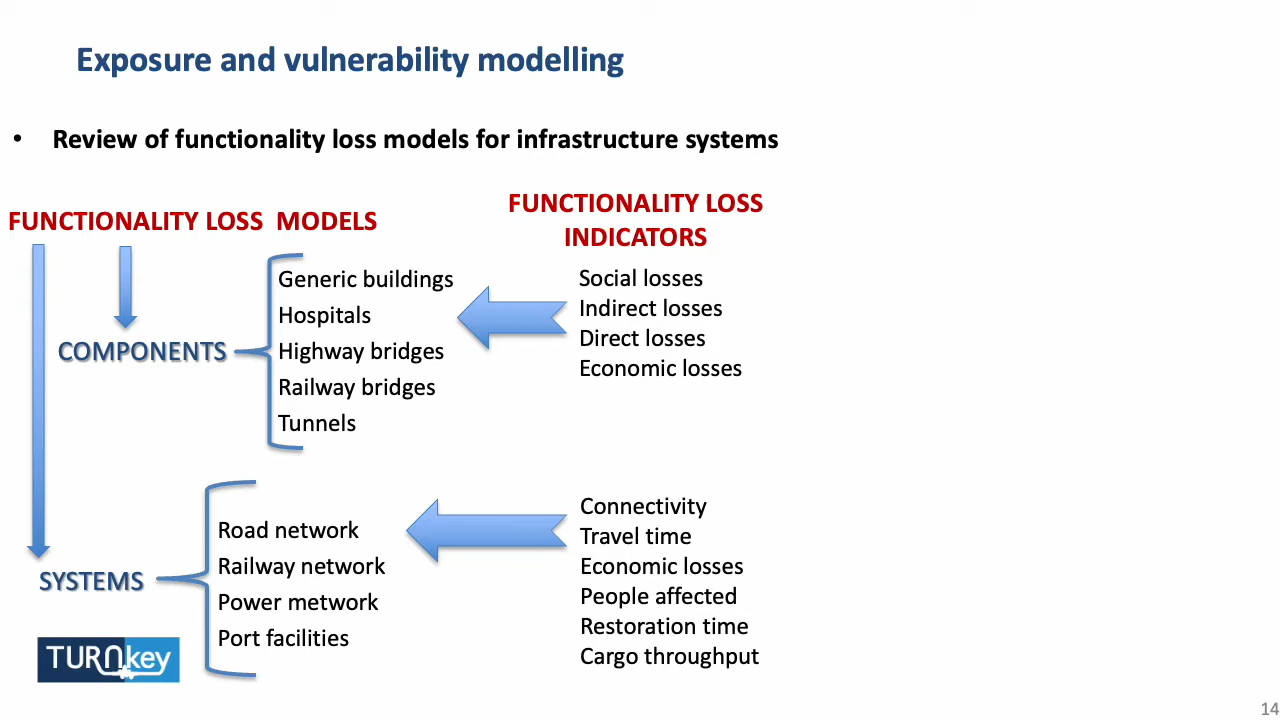 Exposure and vulnerability modelling
• Review of functionality loss models for infrastructure systems
FUNCTIONALITY LOSS MODELS
FUNCTIONALITY LOSS
INDICATORS
COMPONENTS
Generic buildings
Hospitals
Highway bridges
Railway bridges
Tunnels
Social losses
Indirect losses
Direct losses
Economic losses
SYSTEMS
Road network
Railway network
Power metwork
Port facilities
Connectivity
Travel time
Economic losses
People affected
Restoration time
Cargo throughput
TURNkey
14